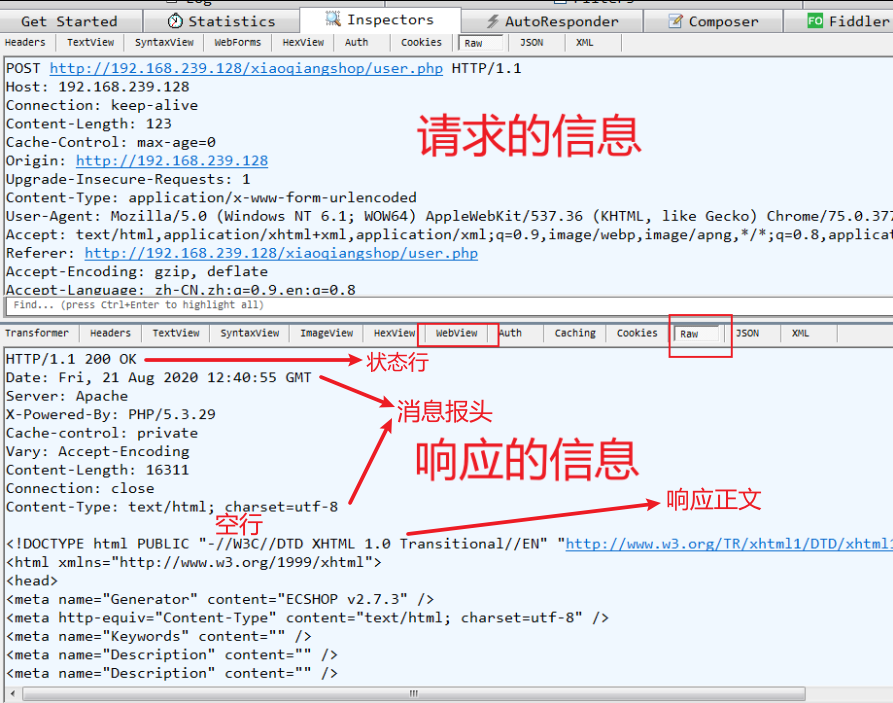 Get Started Statistics Inspectors AutoResponder Composer FO Fiddler
Headers TextView SyntaxView WebForms HexView Auth Cookies Raw JSON XML
POST http://192.168.239.128/xiaoqiangshop/user.php HTTP/1.1
Host: 192.168.239.128
Connection: keep-alive
Content-Length: 123
Cache-Control: max-age=0
Origin: http://192.168.239.128
Upgrade-Insecure-Requests: 1
Content-Type: application/x-www-form-urlencoded
User-Agent: Mozilla/5.0 (Windows NT 6.1; WOW64) AppleWebKit/537.36 (KHTML, like Gecko) Chrome/75.0.377
Accept: text/html,application/xhtml+xml,application/xml;q=0.9,image/webp,image/apng,*/*;q=0.8,applicat
Referer: http://192.168.239.128/xiaoqiangshop/user.php
Accept-Encoding: gzip, deflate
Accept-Language: zh-CN,zh;q=0.9,en;q=0.8
请求的信息
Find... (press Ctrl+Enter to highlight all)
Transformer Headers TextView SyntaxView ImageView HexView WebView Auth Caching Cookies Raw JSON XML
HTTP/1.1 200 OK
状态行
Date: Fri, 21 Aug 2020 12:40:55 GMT
Server: Apache
消息报头
X-Powered-By: PHP/5.3.29
Cache-control: private
Vary: Accept-Encoding
响应的信息
Content-Length: 16311
Connection: close
Content-Type: text/html; charset=utf-8
响应正文
空行
<!DOCTYPE html PUBLIC "-//W3C//DTD XHTML 1.0 Transitional//EN" "http://www.w3.org/TR/xhtml1/DTD/xhtml1
<html xmlns="http://www.w3.org/1999/xhtml">
<head>
<meta name="Generator" content="ECSHOP v2.7.3" />
<meta http-equiv="Content-Type" content="text/html; charset=utf-8" />
<meta name="Keywords" content="" />
<meta name="Description" content="" />
<meta name="Description" content="" />